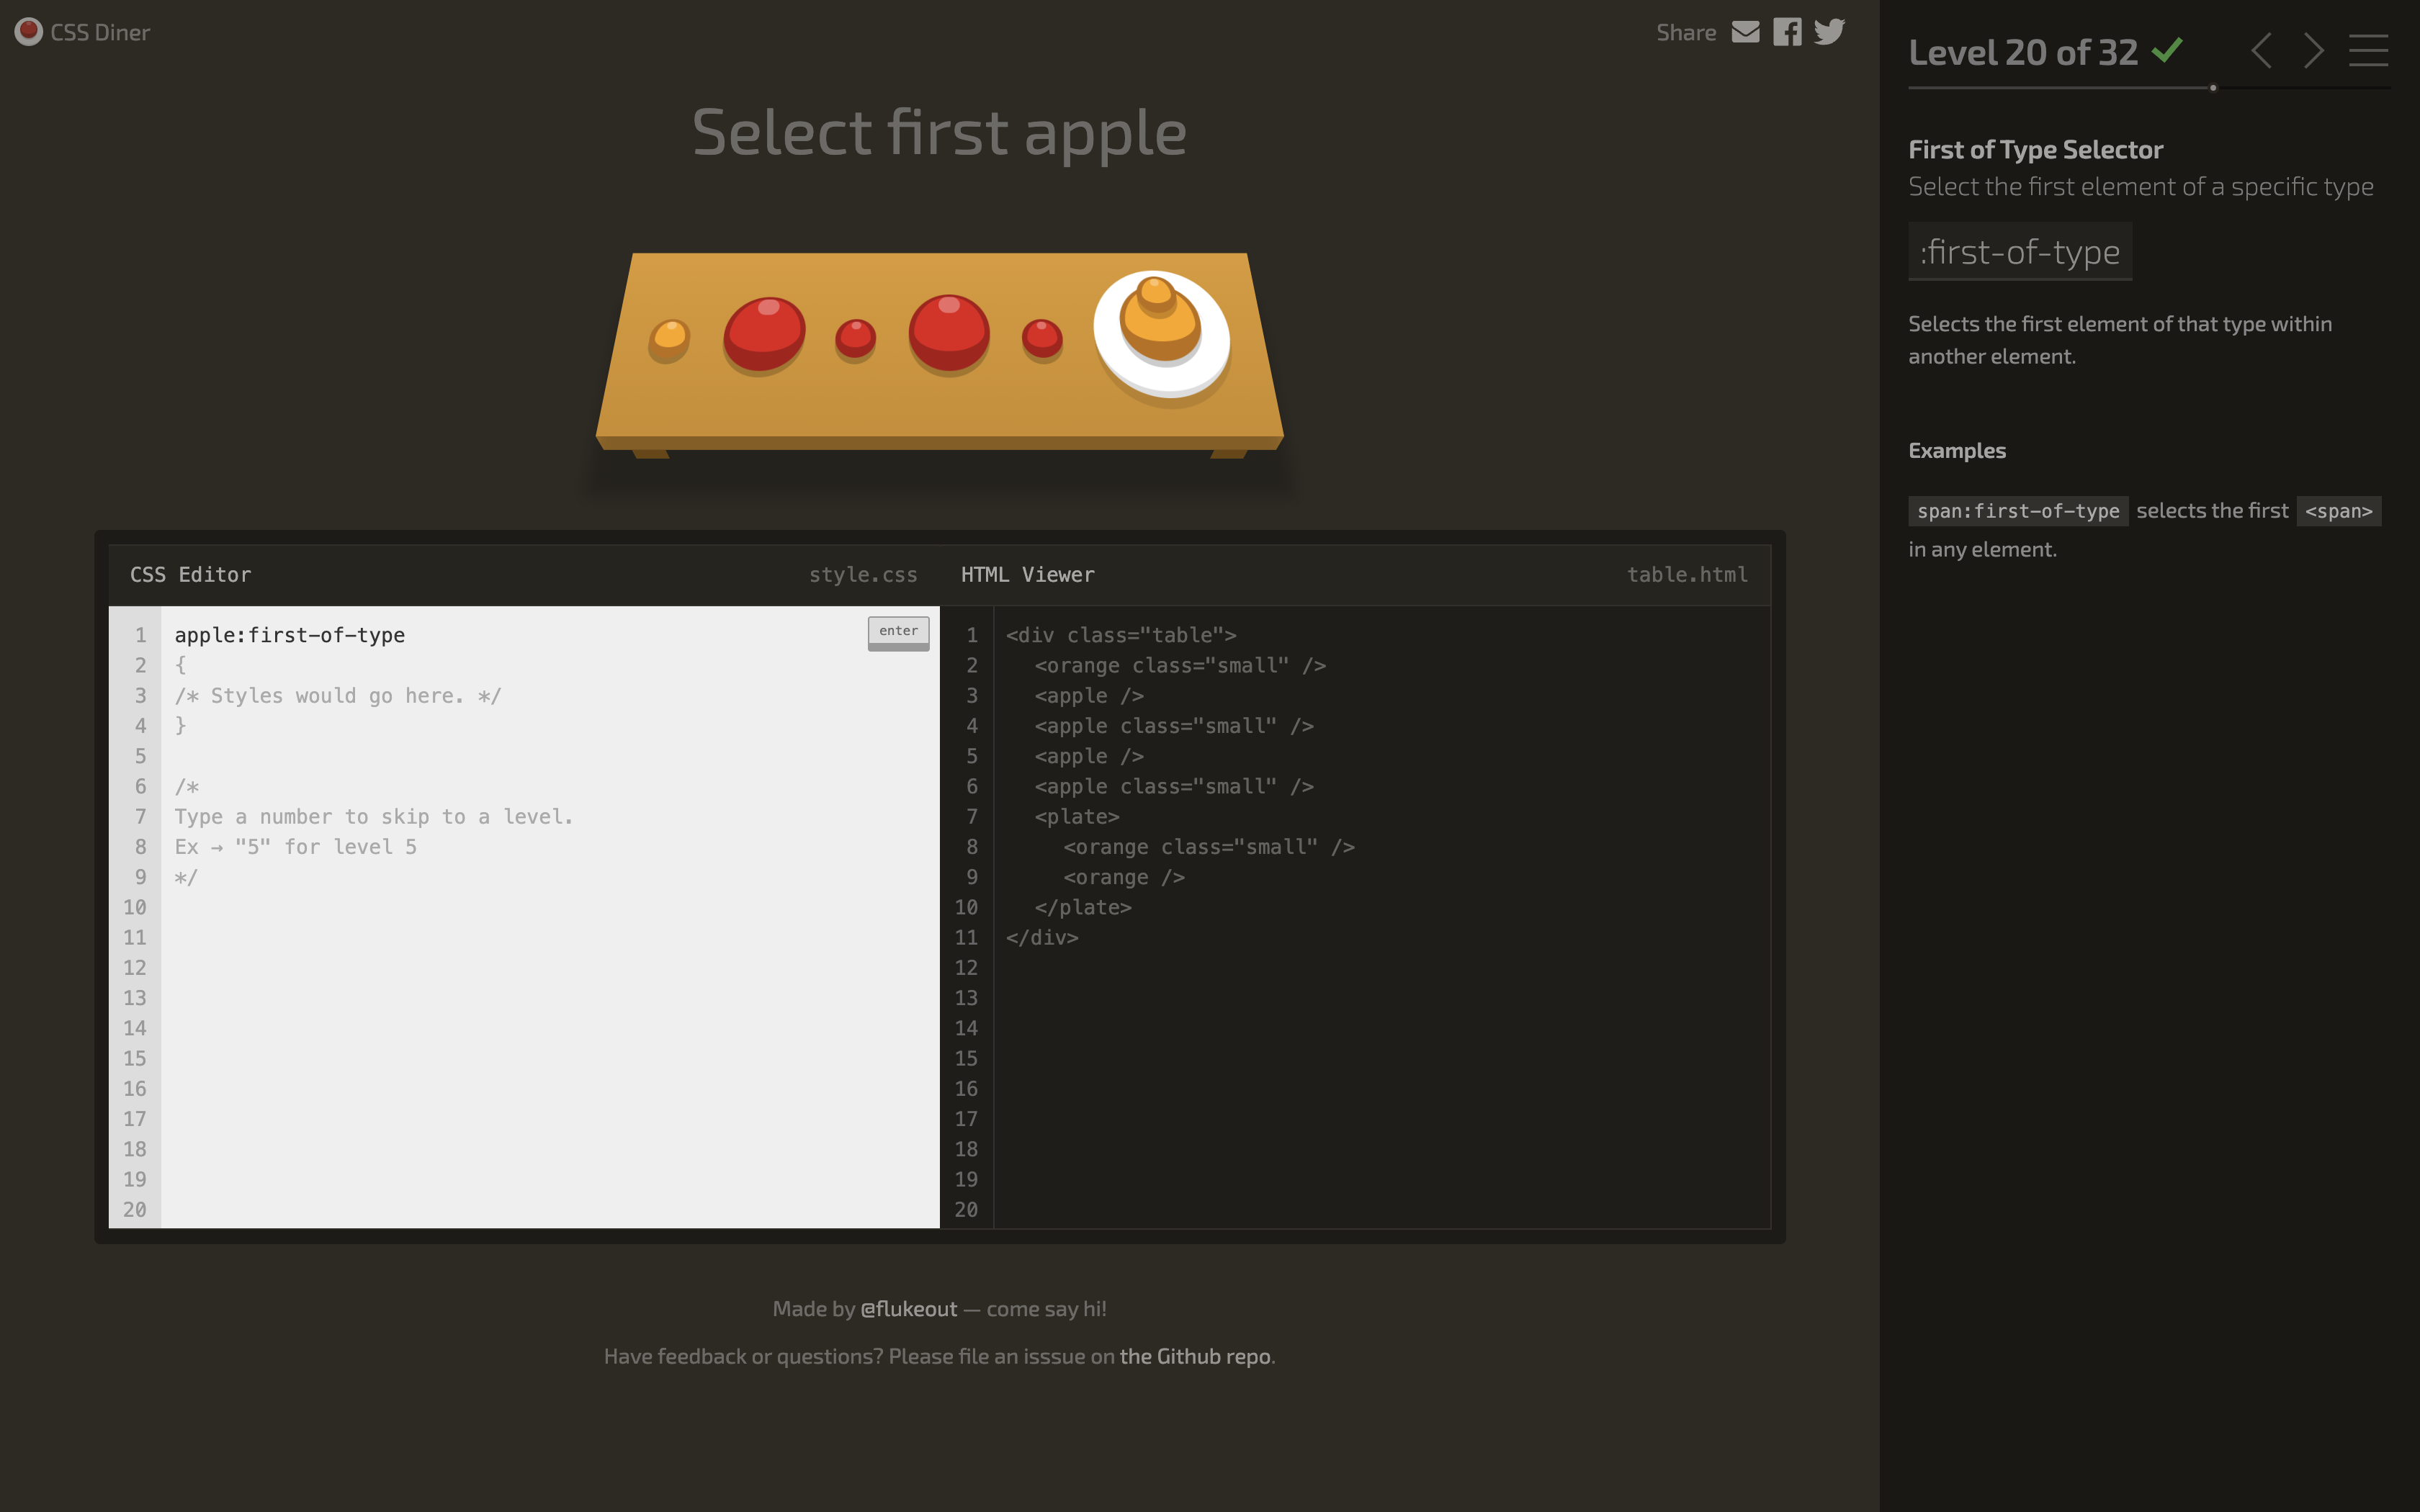 CSS Diner
Share
Select first apple
CSS Editor style.css
1 apple:first-of-type enter
2 {
3 /* Styles would go here. */
4 }
5
6 /*
7 Type a number to skip to a level.
8 Ex → "5" for level 5
9 */
10
11
12
13
14
15
16
17
18
19
20
HTML Viewer table.html
1 <div class="table">
2 <orange class="small" />
3 <apple />
4 <apple class="small" />
5 <apple />
6 <apple class="small" />
7 <plate>
8 <orange class="small" />
9 <orange />
10 </plate>
11 </div>
12
13
14
15
16
17
18
19
20
Made by @flukeout — come say hi!
Have feedback or questions? Please file an isssue on the Github repo.
Level 20 of 32
First of Type Selector
Select the first element of a specific type
:first-of-type
Selects the first element of that type within
another element.
Examples
span:first-of-type selects the first <span>
in any element.